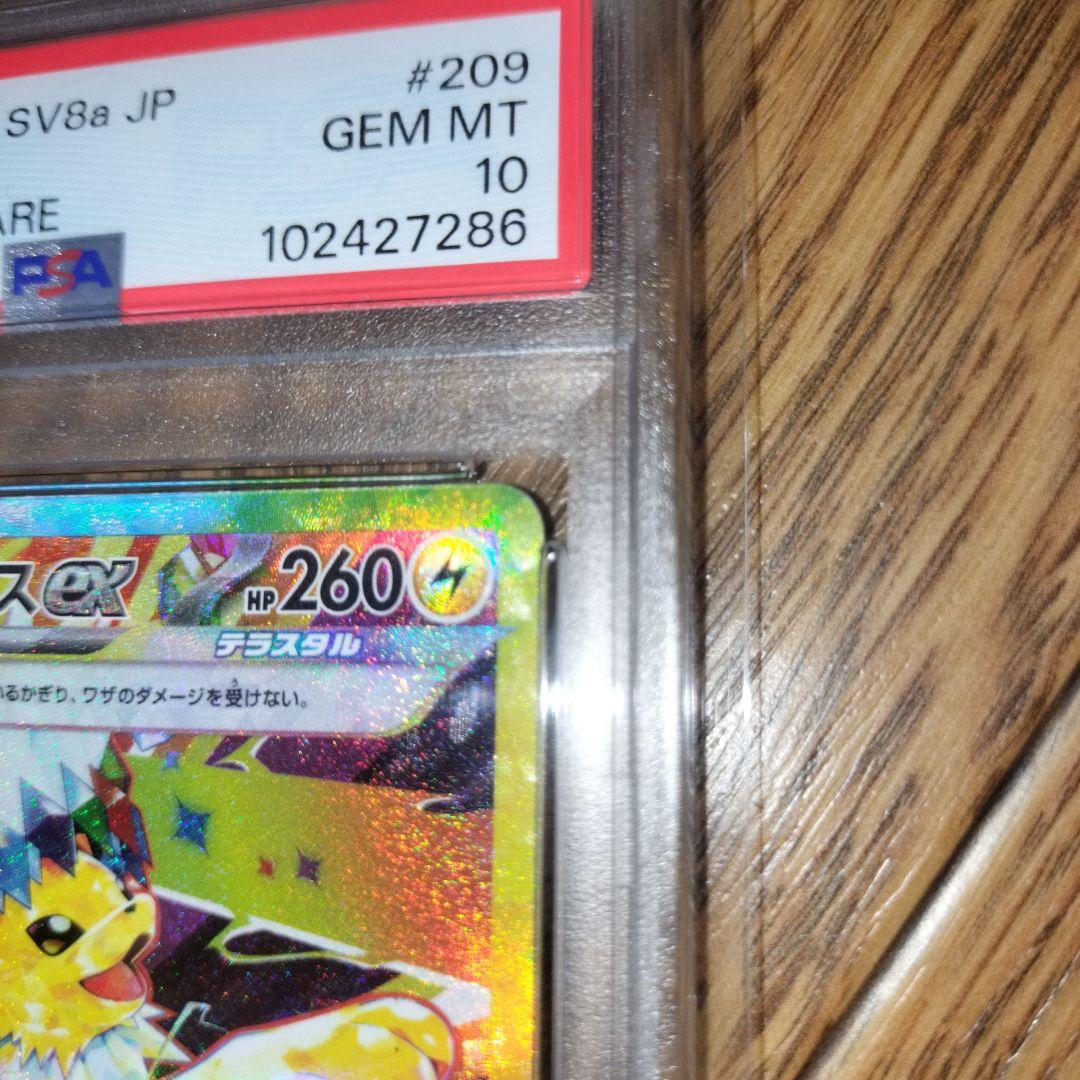 #209
SV8a JP
GEM MT
10
ARE
102427286
PSA
スex HP260
テラスタル
いるかぎり、ワザのダメージを受けない。